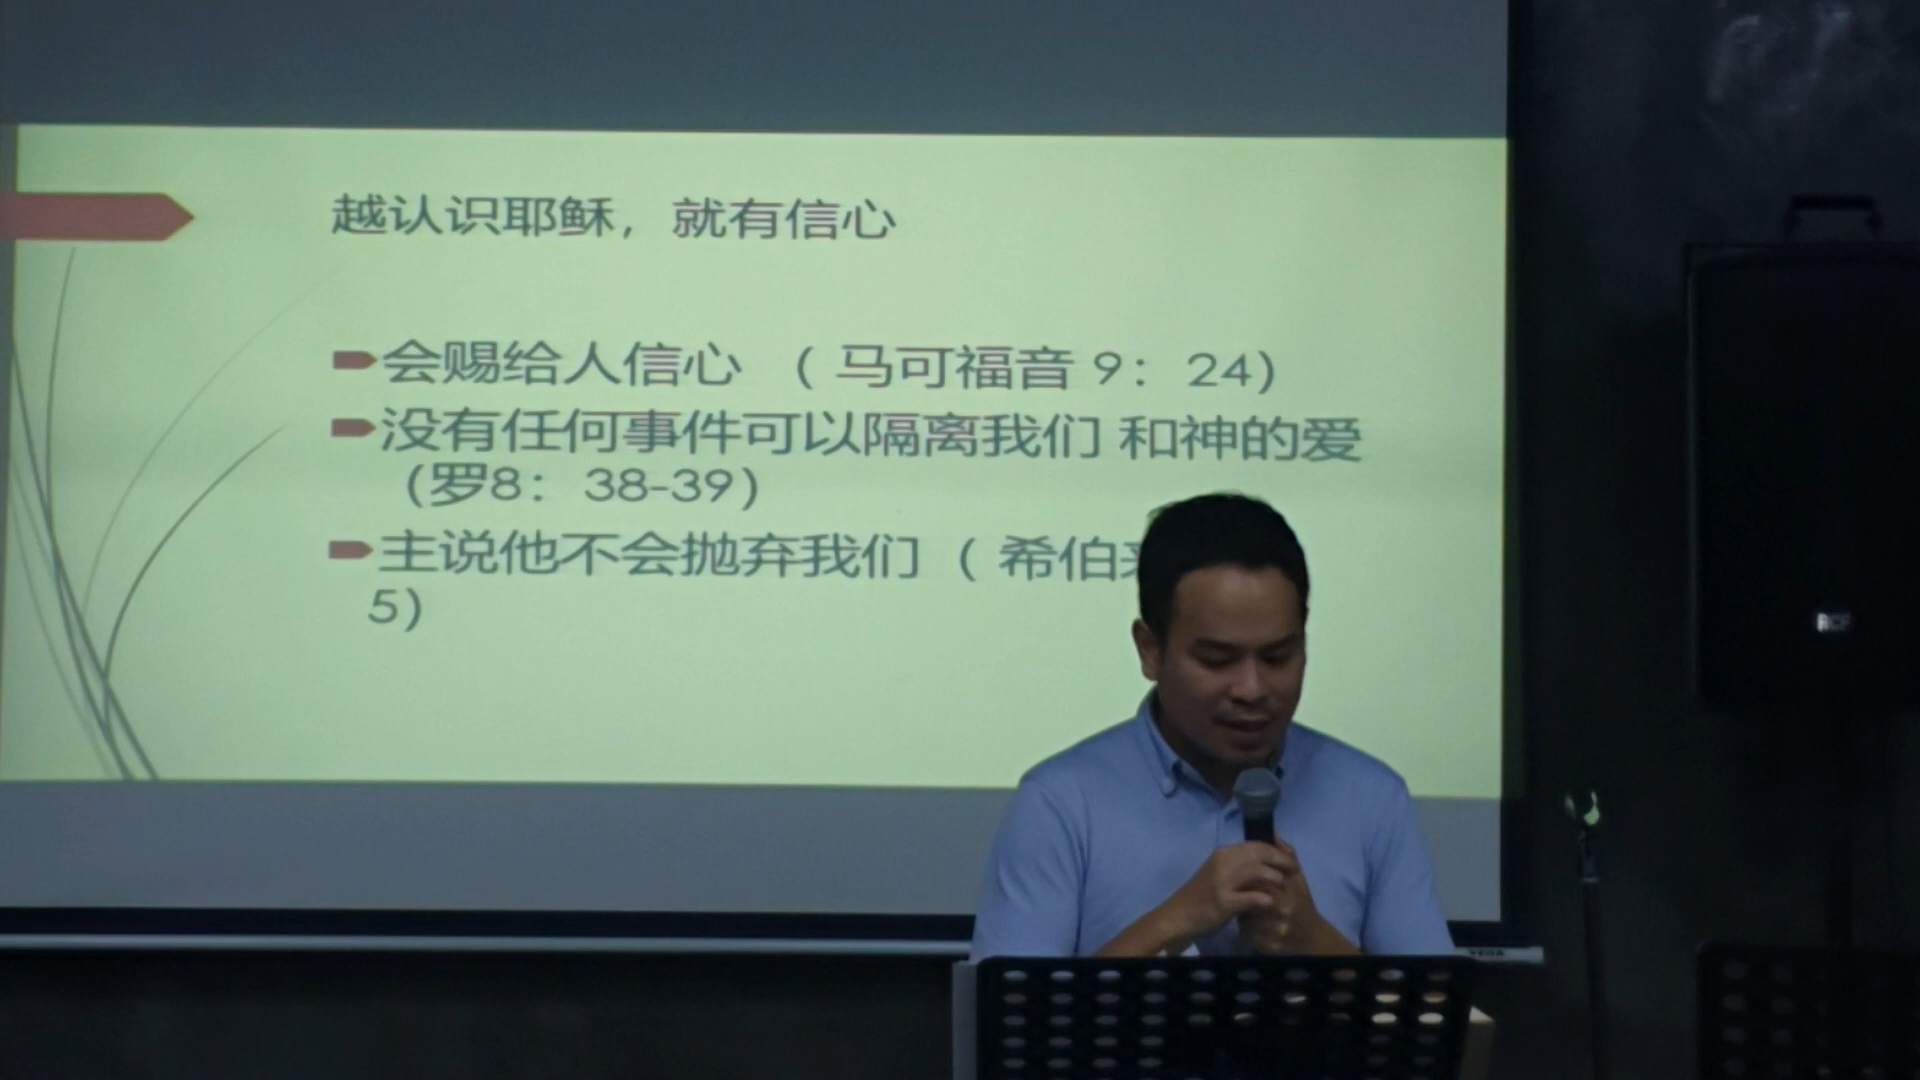 越认识耶稣，就有信心
会赐给人信心 （ 马可福音 9：24）
没有任何事件可以隔离我们 和神的爱
（罗8：38-39）
主说他不会抛弃我们 （ 希伯
5）
RCF